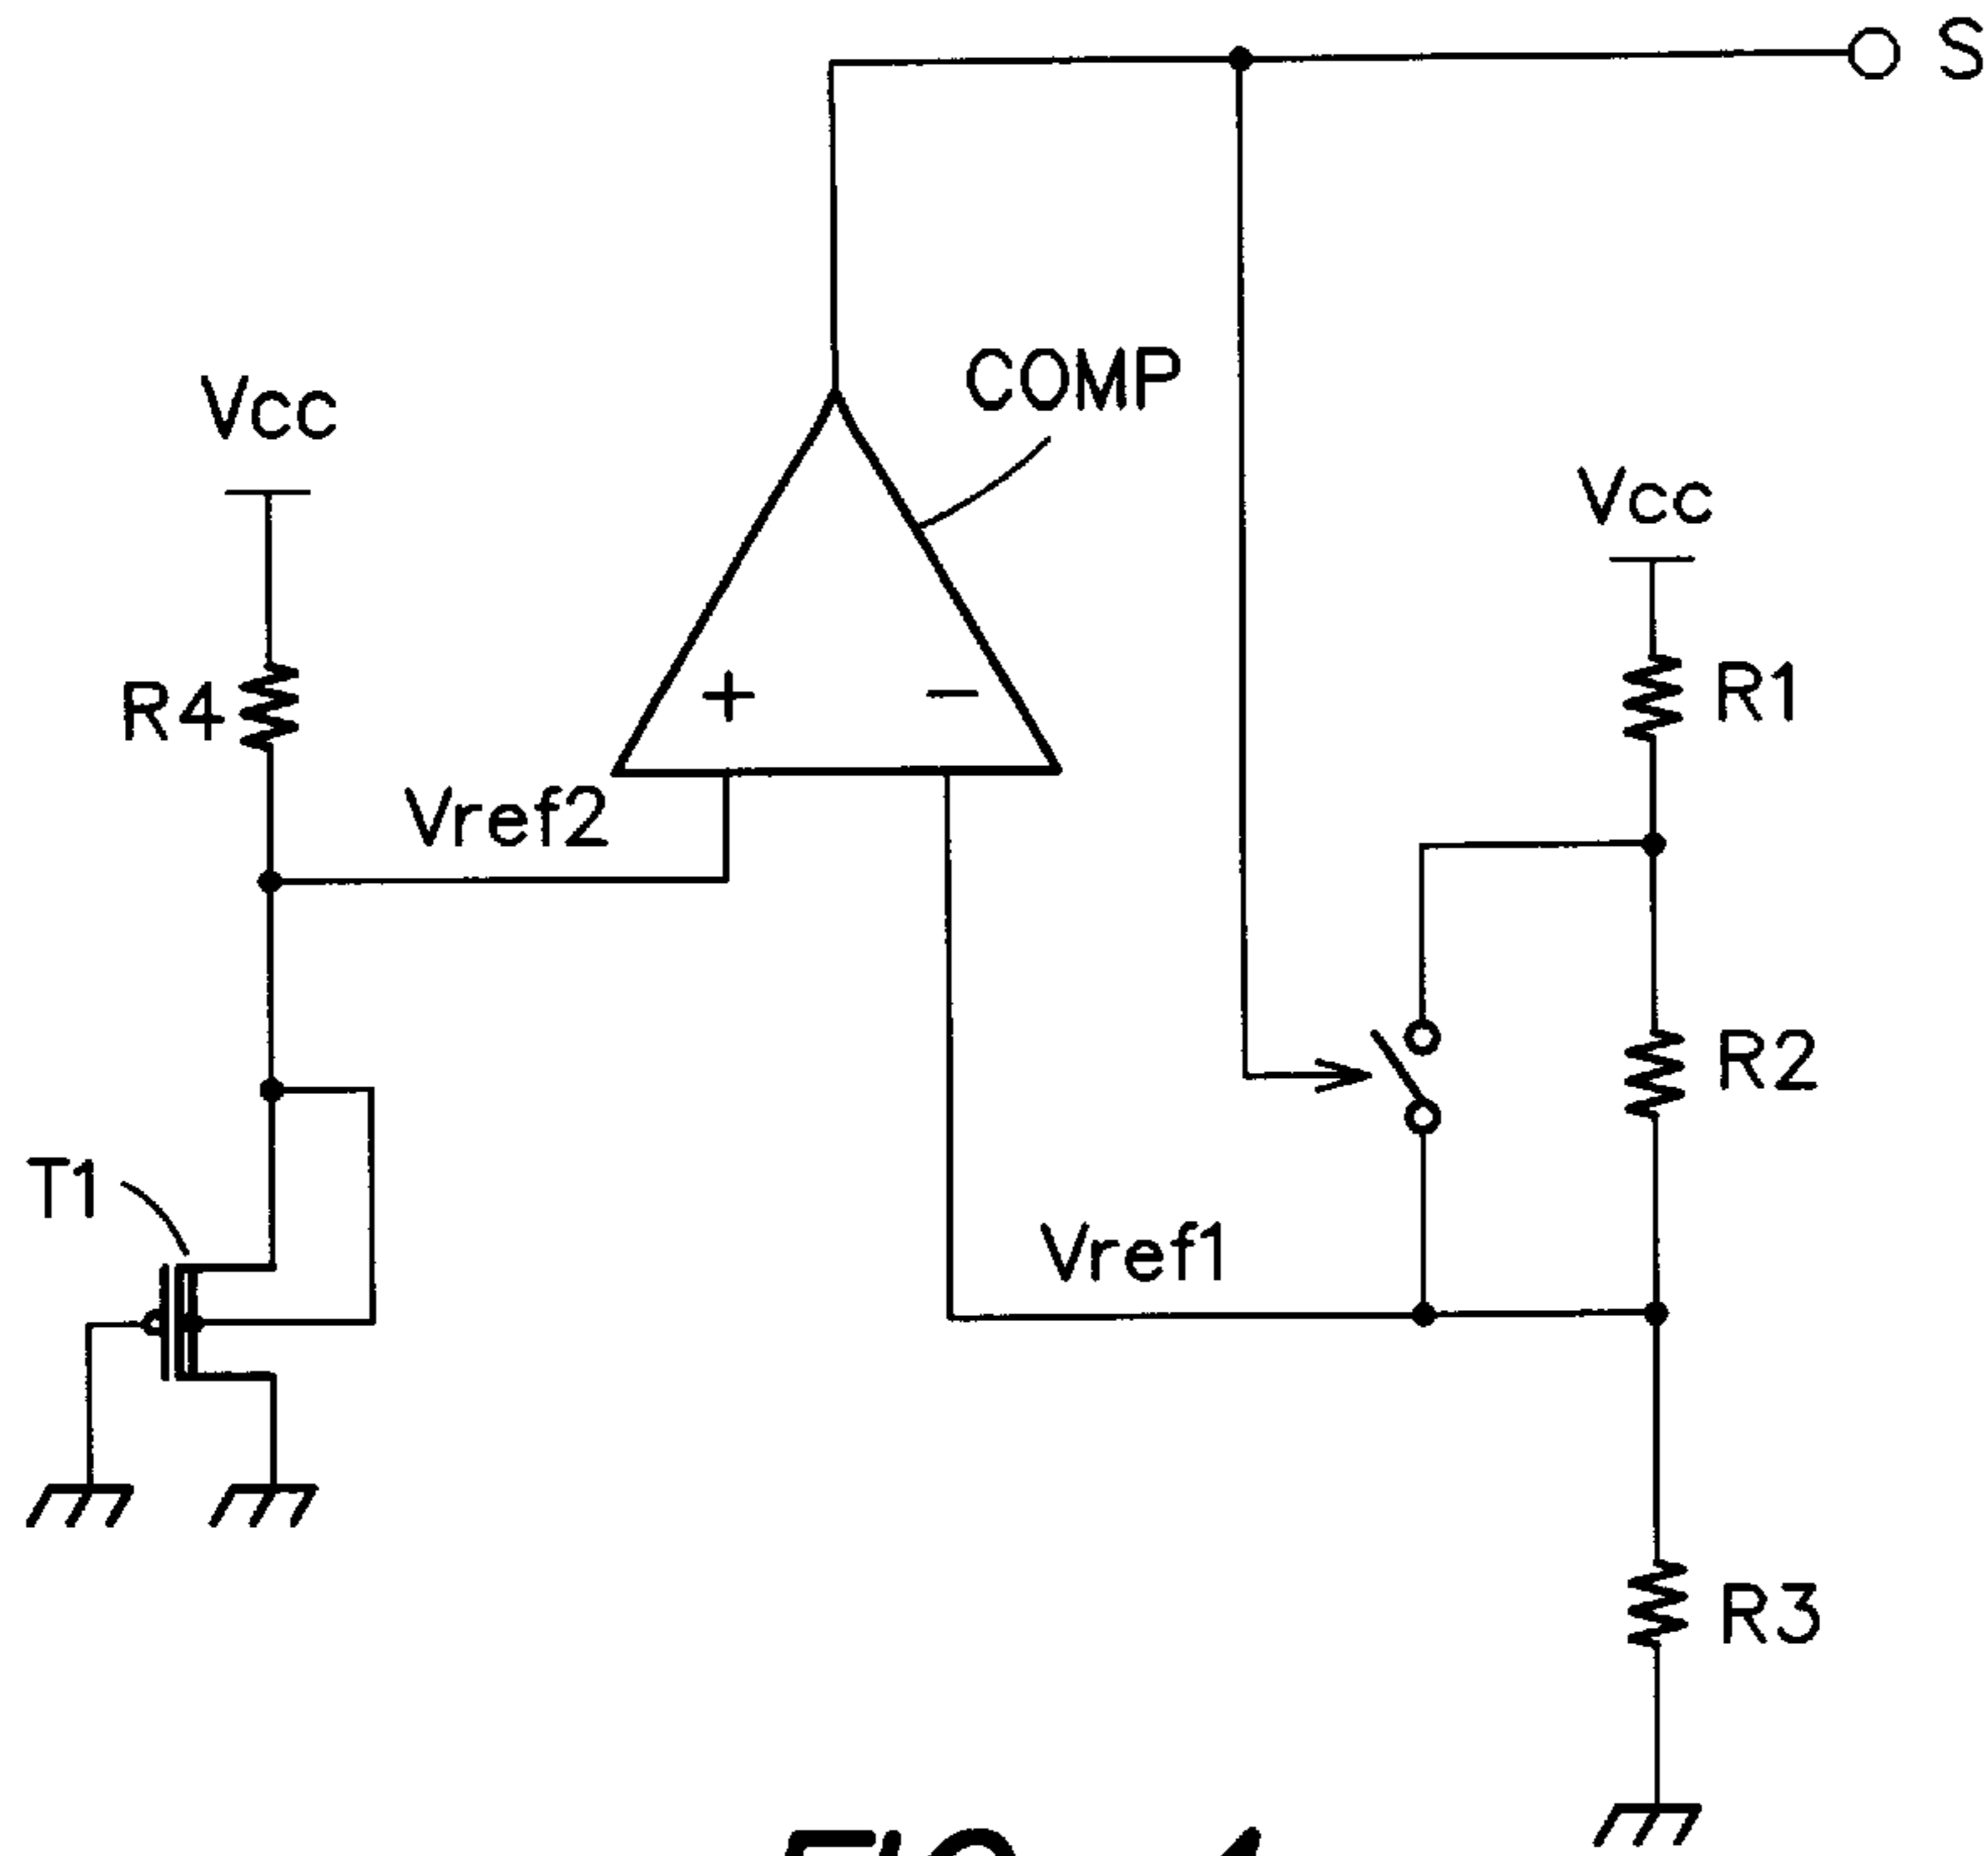 S
COMP
Vcc
Vcc
R4
R1
+
−
Vref2
R2
T1
Vref1
R3